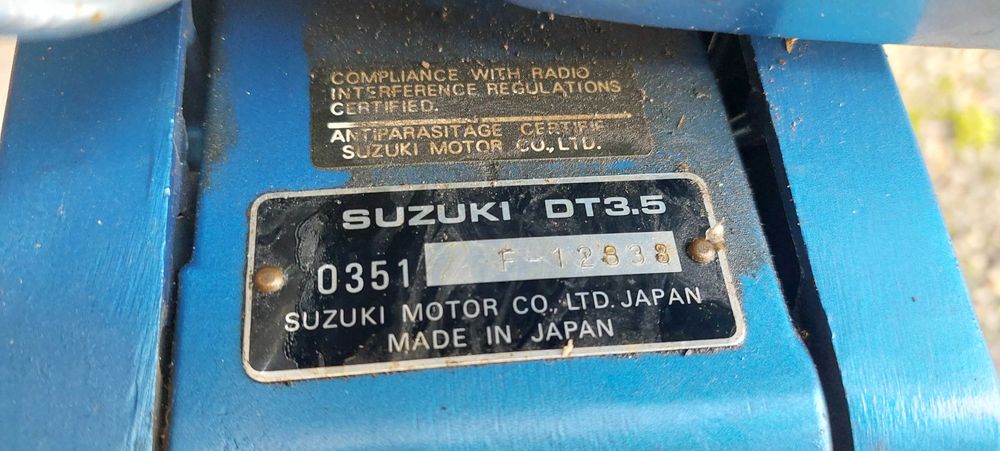 COMPLIANCE WITH RADIO
INTERFERENCE REGULATIONS
CERTIFIED.
ANTIPARASITAGE CERTIFIE
SUZUKI MOTOR CO., LTD.
SUZUKI DT3.5
0351 Z F-12838
SUZUKI MOTOR CO., LTD. JAPAN
MADE IN JAPAN